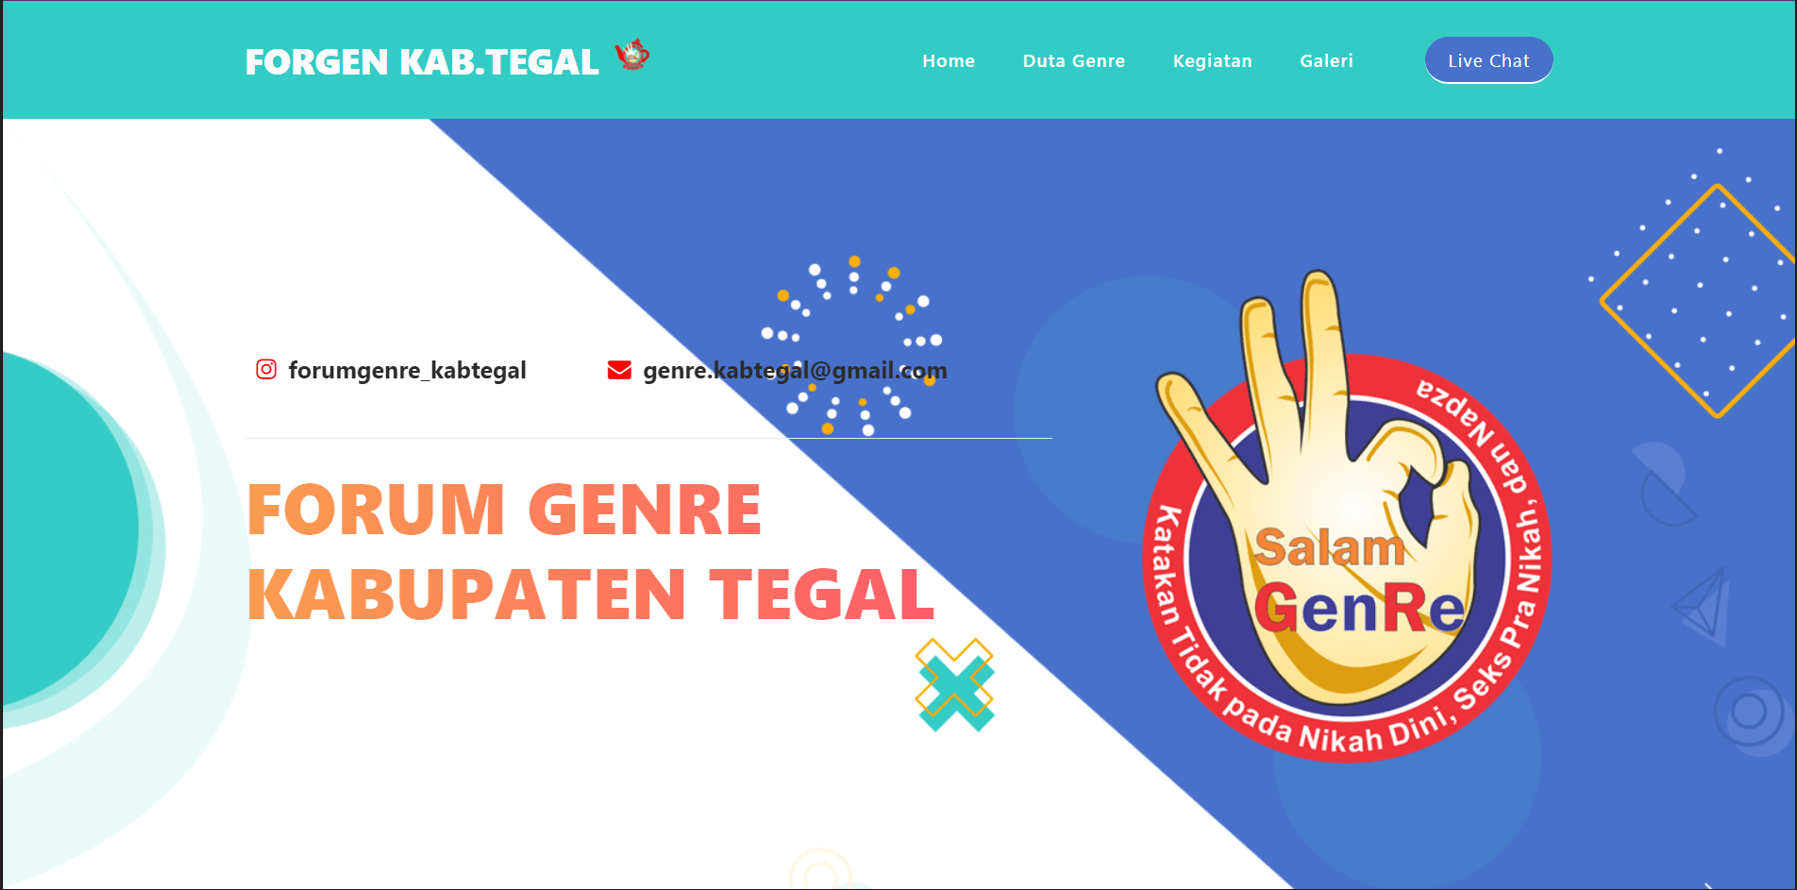 FORGEN KAB.TEGAL
Home
Duta Genre
Kegiatan
Galeri
Live Chat
forumgenre_kabtegal
genre.kabtegal@gmail.com
FORUM GENRE
KABUPATEN TEGAL
Salam
GenRe
Katakan Tidak pada Nikah Dini, Seks Pra Nikah, dan Napza